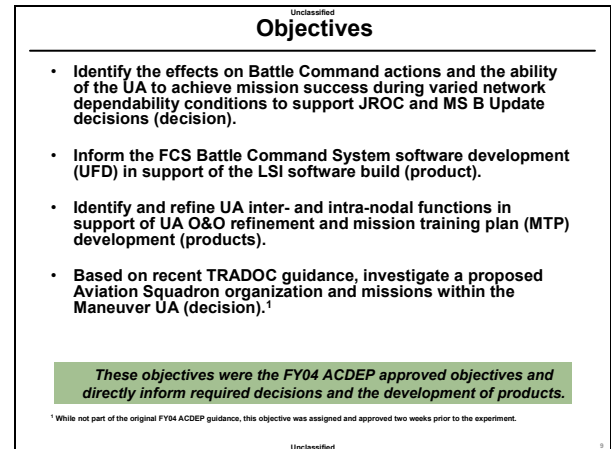 Unclassified
Objectives
• Identify the effects on Battle Command actions and the ability
of the UA to achieve mission success during varied network
dependability conditions to support JROC and MS B Update
decisions (decision).
• Inform the FCS Battle Command System software development
(UFD) in support of the LSI software build (product).
• Identify and refine UA inter- and intra-nodal functions in
support of UA O&O refinement and mission training plan (MTP)
development (products).
• Based on recent TRADOC guidance, investigate a proposed
Aviation Squadron organization and missions within the
Maneuver UA (decision).1
These objectives were the FY04 ACDEP approved objectives and
directly inform required decisions and the development of products.
1 While not part of the original FY04 ACDEP guidance, this objective was assigned and approved two weeks prior to the experiment.
Unclassified
9